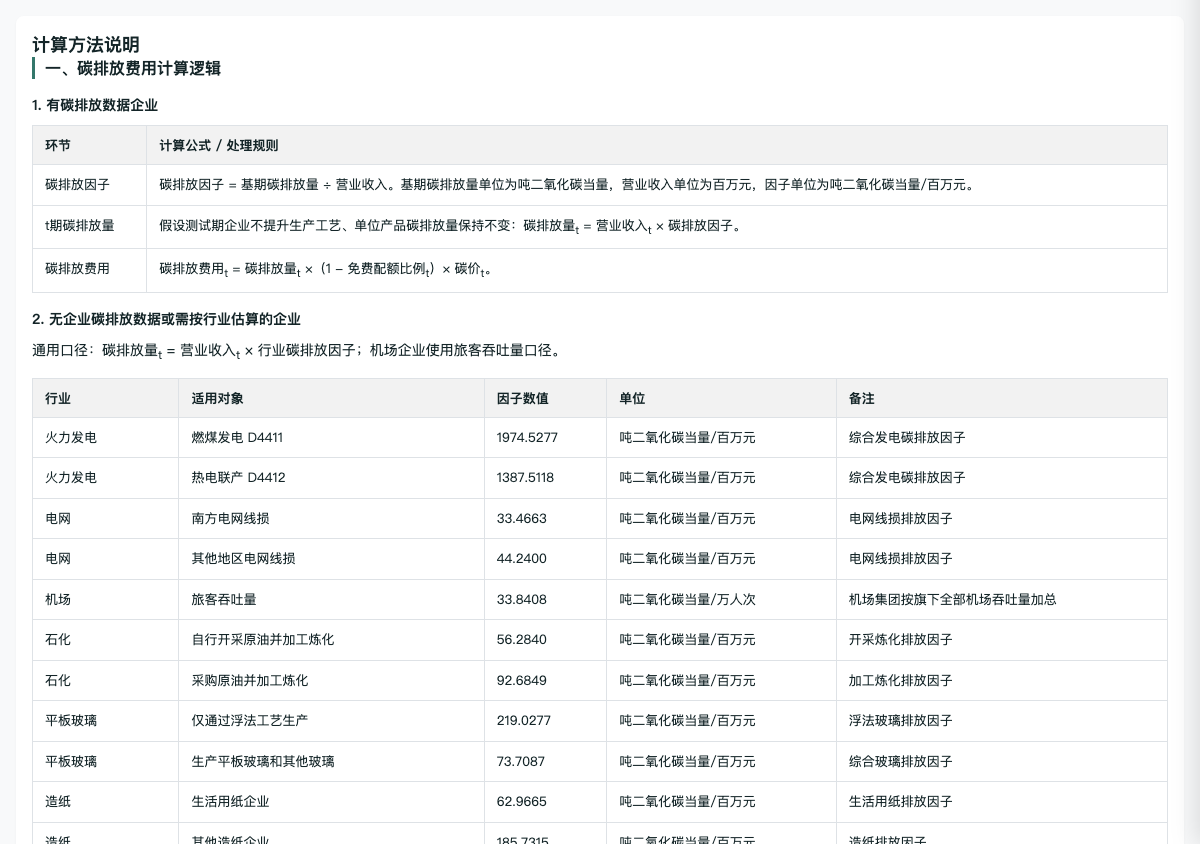 计算方法说明
一、碳排放费用计算逻辑
1. 有碳排放数据企业
环节 计算公式 / 处理规则
碳排放因子 碳排放因子 = 基期碳排放量 ÷ 营业收入。基期碳排放量单位为吨二氧化碳当量，营业收入单位为百万元，因子单位为吨二氧化碳当量/百万元。
t期碳排放量 假设测试期企业不提升生产工艺、单位产品碳排放量保持不变：碳排放量t = 营业收入t × 碳排放因子。
碳排放费用 碳排放费用t = 碳排放量t ×（1 − 免费配额比例t）× 碳价t。
2. 无企业碳排放数据或需按行业估算的企业
通用口径：碳排放量t = 营业收入t × 行业碳排放因子；机场企业使用旅客吞吐量口径。
行业 适用对象 因子数值 单位 备注
火力发电 燃煤发电 D4411 1974.5277 吨二氧化碳当量/百万元 综合发电碳排放因子
火力发电 热电联产 D4412 1387.5118 吨二氧化碳当量/百万元 综合发电碳排放因子
电网 南方电网线损 33.4663 吨二氧化碳当量/百万元 电网线损排放因子
电网 其他地区电网线损 44.2400 吨二氧化碳当量/百万元 电网线损排放因子
机场 旅客吞吐量 33.8408 吨二氧化碳当量/万人次 机场集团按旗下全部机场吞吐量加总
石化 自行开采原油并加工炼化 56.2840 吨二氧化碳当量/百万元 开采炼化排放因子
石化 采购原油并加工炼化 92.6849 吨二氧化碳当量/百万元 加工炼化排放因子
平板玻璃 仅通过浮法工艺生产 219.0277 吨二氧化碳当量/百万元 浮法玻璃排放因子
平板玻璃 生产平板玻璃和其他玻璃 73.7087 吨二氧化碳当量/百万元 综合玻璃排放因子
造纸 生活用纸企业 62.9665 吨二氧化碳当量/百万元 生活用纸排放因子
造纸 其他造纸企业 185.7315 吨二氧化碳当量/百万元 造纸排放因子